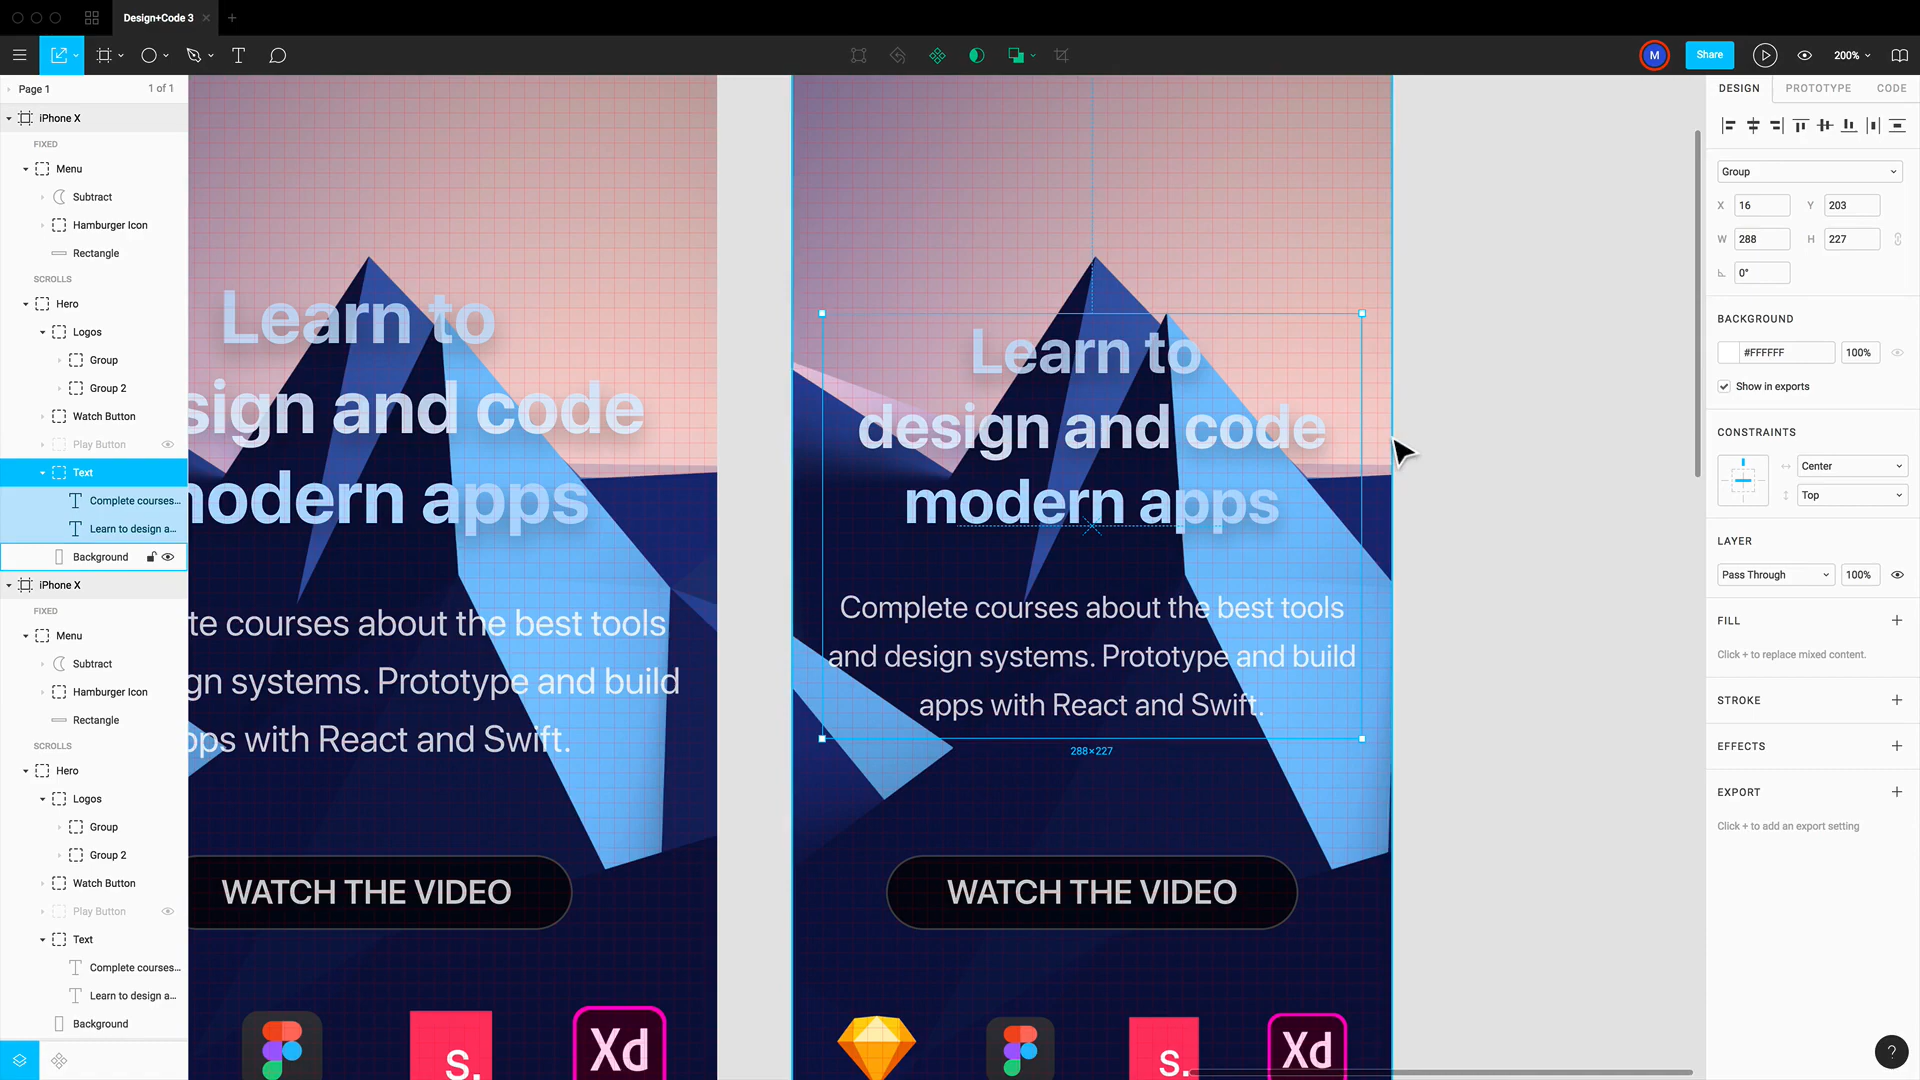 Design+Code 3
M
Share
200%
Page 1
1 of 1
iPhone X
FIXED
Menu
Subtract
Hamburger Icon
Rectangle
SCROLLS
Hero
Logos
Group
Group 2
Watch Button
Play Button
Text
Complete courses...
Learn to design a...
Background
iPhone X
FIXED
Menu
Subtract
Hamburger Icon
Rectangle
SCROLLS
Hero
Logos
Group
Group 2
Watch Button
Play Button
Text
Complete courses...
Learn to design a...
Background
Learn to
sign and code
modern apps
te courses about the best tools
gn systems. Prototype and build
pps with React and Swift.
WATCH THE VIDEO
S.
Xd
Learn to
design and code
modern apps
Complete courses about the best tools
and design systems. Prototype and build
apps with React and Swift.
288×227
WATCH THE VIDEO
S.
Xd
DESIGN
PROTOTYPE
CODE
Group
X 16
Y 203
W 288
H 227
0°
BACKGROUND
#FFFFFF
100%
Show in exports
CONSTRAINTS
Center
Top
LAYER
Pass Through
100%
FILL
Click + to replace mixed content.
STROKE
EFFECTS
EXPORT
Click + to add an export setting
?